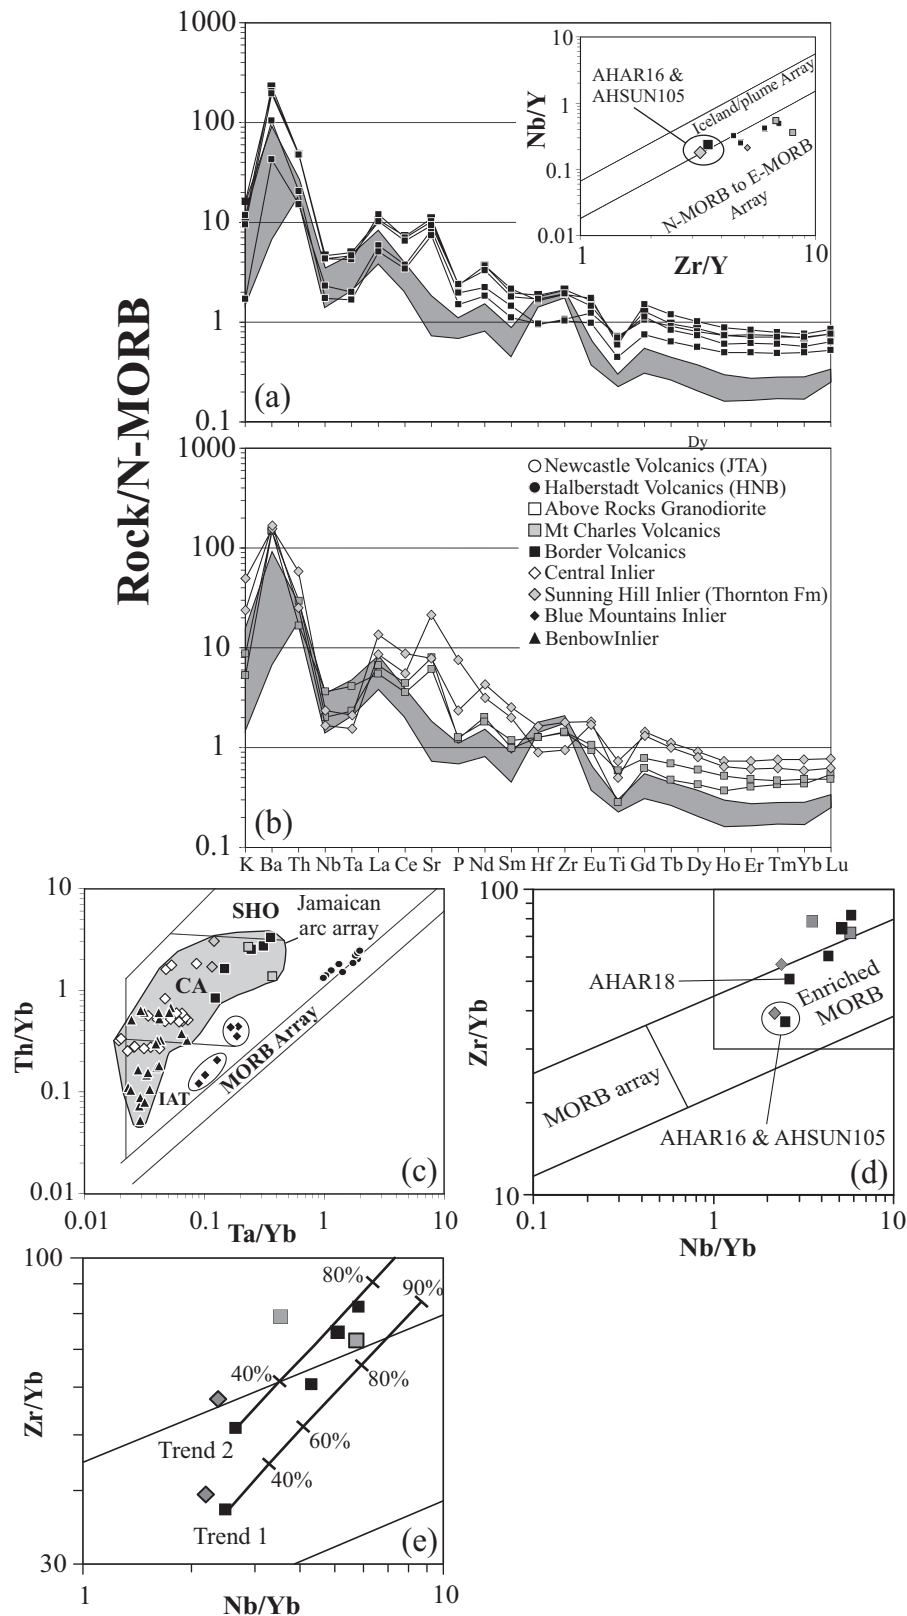 Rock/N-MORB
1000
100
10
1
0.1
(a)
10
1
0.1
0.01
Nb/Y
AHAR16 &
AHSUN105
Iceland/plume Array
N-MORB to E-MORB
Array
1
10
Zr/Y
Dy
1000
100
10
1
0.1
(b)
Newcastle Volcanics (JTA)
Halberstadt Volcanics (HNB)
Above Rocks Granodiorite
Mt Charles Volcanics
Border Volcanics
Central Inlier
Sunning Hill Inlier (Thornton Fm)
Blue Mountains Inlier
BenbowInlier
K Ba Th Nb Ta La Ce Sr P Nd Sm Hf Zr Eu Ti Gd Tb Dy Ho Er Tm Yb Lu
10
1
0.1
0.01
Th/Yb
SHO
Jamaican
arc array
CA
IAT
MORB Array
(c)
0.01
0.1
1
10
Ta/Yb
100
10
Zr/Yb
AHAR18
Enriched
MORB
MORB array
AHAR16 & AHSUN105
(d)
0.1
1
10
Nb/Yb
100
30
Zr/Yb
80%
90%
40%
80%
60%
40%
Trend 2
Trend 1
(e)
1
10
Nb/Yb